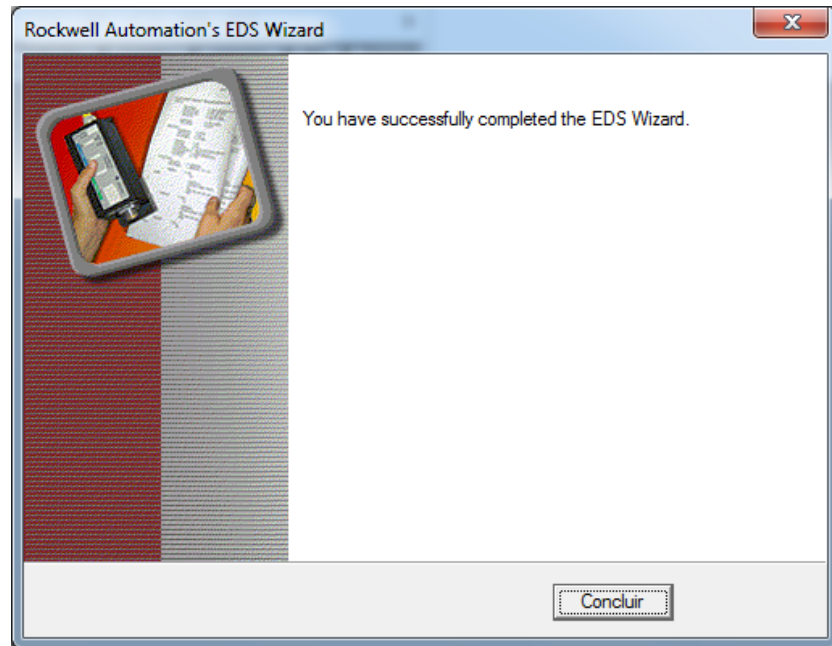 Rockwell Automation's EDS Wizard
You have successfully completed the EDS Wizard.
Concluir